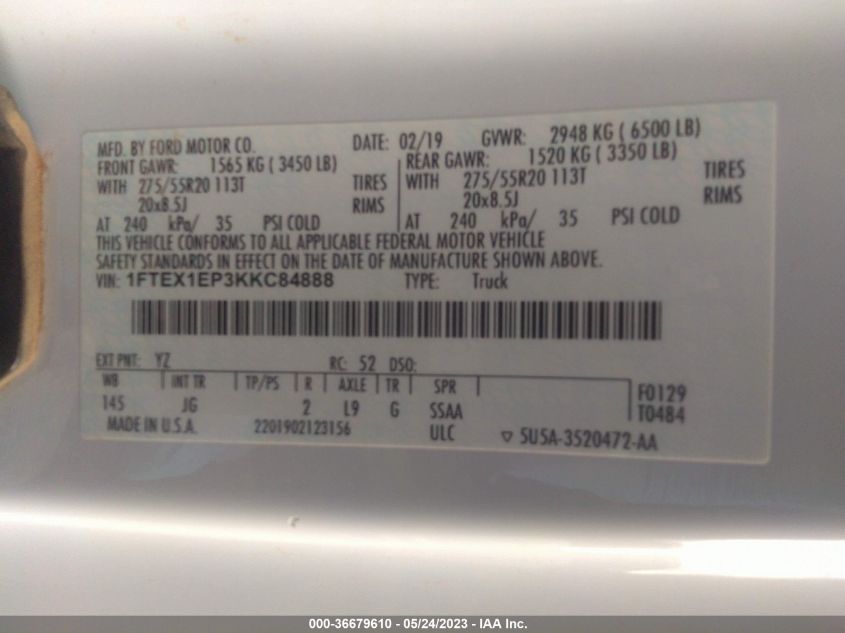 MFD. BY FORD MOTOR CO. DATE: 02/19 GVWR: 2948 KG ( 6500 LB)
FRONT GAWR: 1565 KG ( 3450 LB) REAR GAWR: 1520 KG ( 3350 LB)
WITH 275/55R20 113T TIRES WITH 275/55R20 113T TIRES
20x8.5J RIMS 20x8.5J RIMS
AT 240 kPa/ 35 PSI COLD AT 240 kPa/ 35 PSI COLD
THIS VEHICLE CONFORMS TO ALL APPLICABLE FEDERAL MOTOR VEHICLE
SAFETY STANDARDS IN EFFECT ON THE DATE OF MANUFACTURE SHOWN ABOVE.
VIN: 1FTEX1EP3KKC84888 TYPE: Truck
EXT PNT: YZ RC: 52 DSO:
WB INT TR TP/PS R AXLE TR SPR F0129
145 JG 2 L9 G SSAA T0484
MADE IN U.S.A. 2201902123156 ULC ▽ 5U5A-3520472-AA
000-36679610 - 05/24/2023 - IAA Inc.